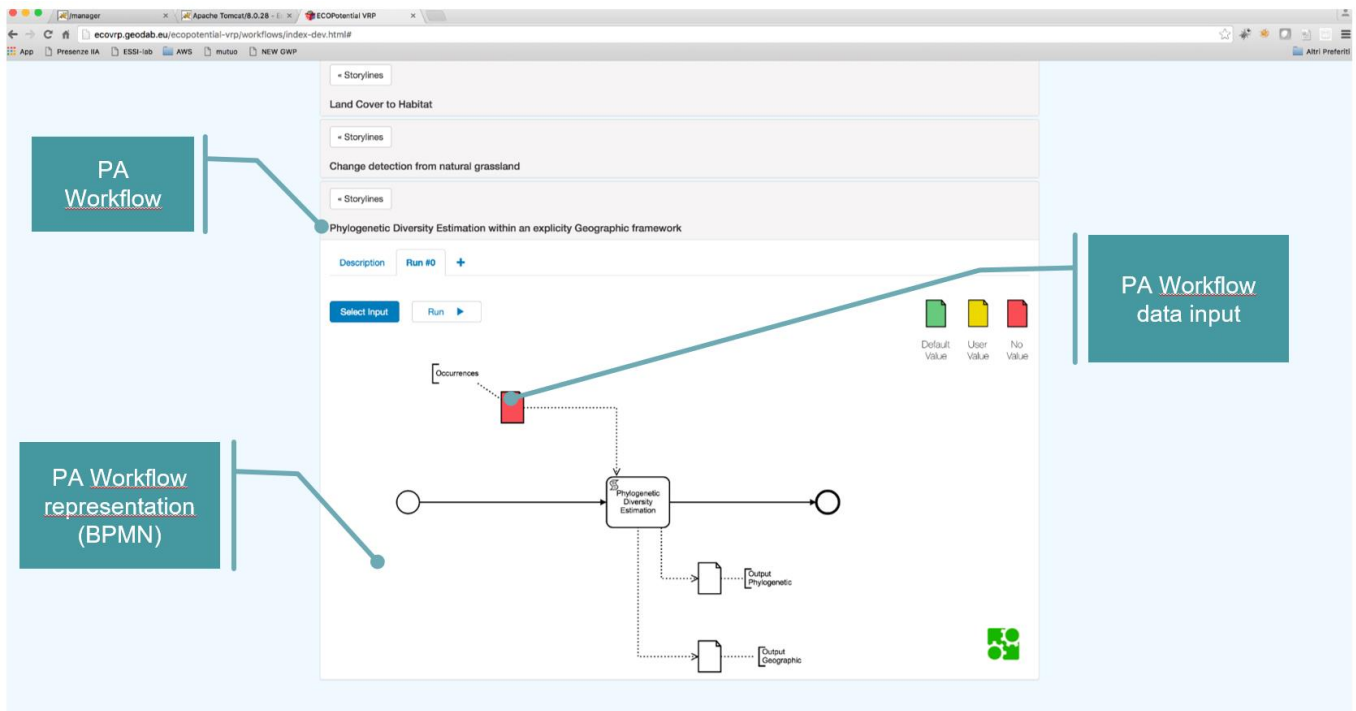 /manager
Apache Tomcat/8.0.28 - E
ECOPotential VRP
ecovrp.geodab.eu/ecopotential-vrp/workflows/index-dev.html#
App
Presenze IIA
ESSI-lab
AWS
mutuo
NEW GWP
Altri Preferiti
« Storylines
Land Cover to Habitat
« Storylines
Change detection from natural grassland
« Storylines
Phylogenetic Diversity Estimation within an explicity Geographic framework
Description
Run #0
+
Select Input
Run
Default
Value
User
Value
No
Value
Occurrences
Phylogenetic
Diversity
Estimation
Output
Phylogenetic
Output
Geographic
PA
Workflow
PA Workflow
data input
PA Workflow
representation
(BPMN)